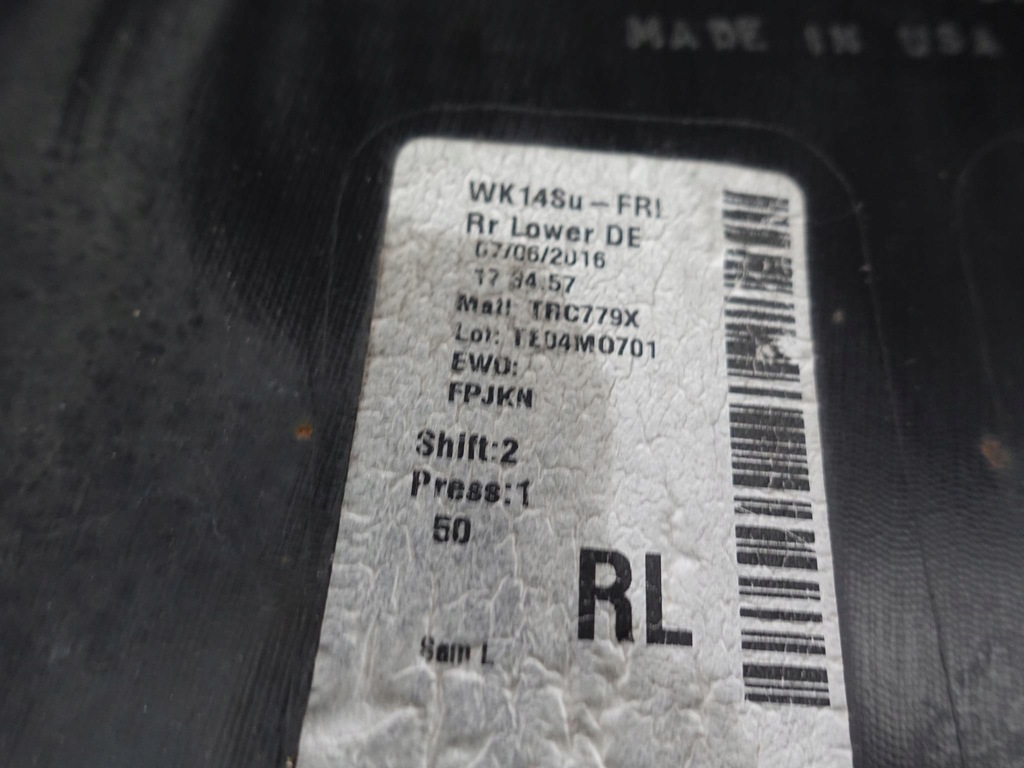 MADE IN USA
WK14Su-FRL
Rr Lower DE
07/06/2016
17 34:57
Matl: TRC779X
Lot: TE04MO701
EWO:
FPJKN
Shift:2
Press:1
50
RL
Sam L